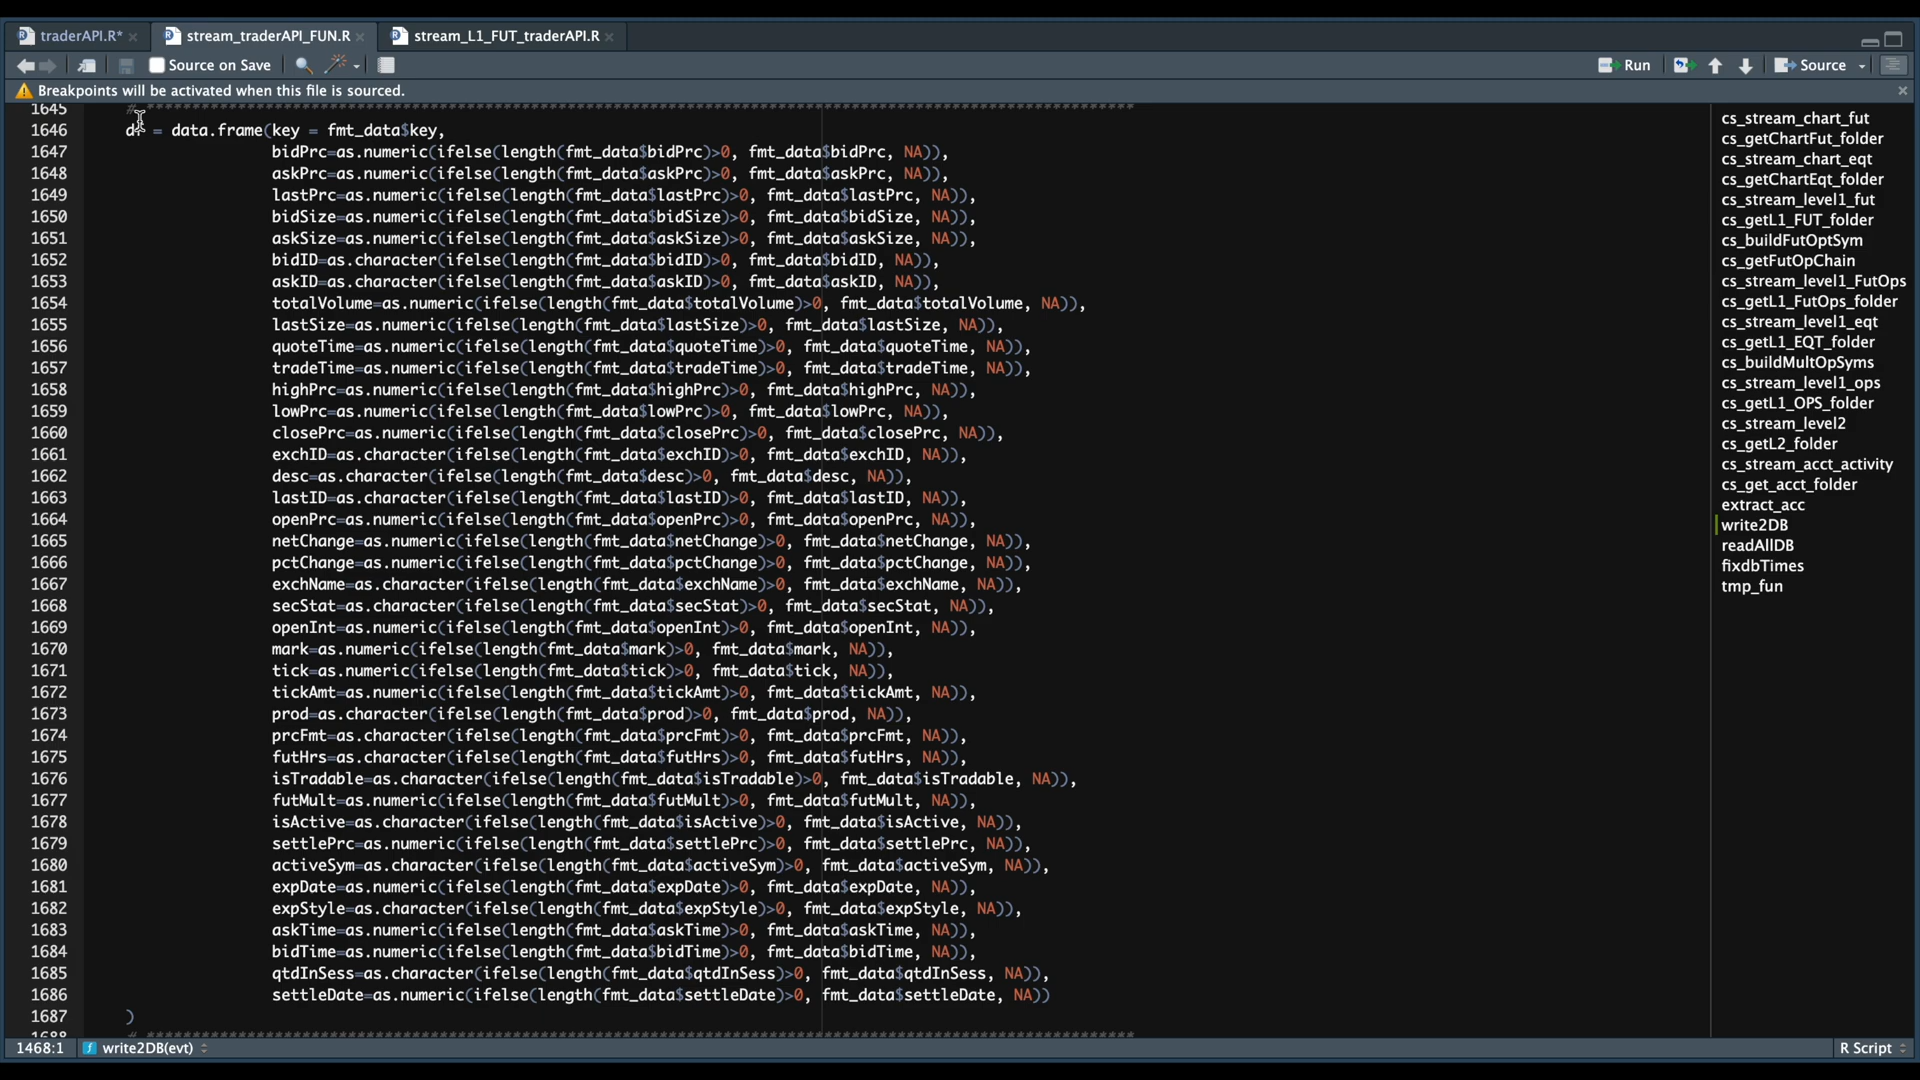 traderAPI.R* ×
stream_traderAPI_FUN.R ×
stream_L1_FUT_traderAPI.R ×
Source on Save
Run
Source
Breakpoints will be activated when this file is sourced.
1645
1646 df = data.frame(key = fmt_data$key,
1647 bidPrc=as.numeric(ifelse(length(fmt_data$bidPrc)>0, fmt_data$bidPrc, NA)),
1648 askPrc=as.numeric(ifelse(length(fmt_data$askPrc)>0, fmt_data$askPrc, NA)),
1649 lastPrc=as.numeric(ifelse(length(fmt_data$lastPrc)>0, fmt_data$lastPrc, NA)),
1650 bidSize=as.numeric(ifelse(length(fmt_data$bidSize)>0, fmt_data$bidSize, NA)),
1651 askSize=as.numeric(ifelse(length(fmt_data$askSize)>0, fmt_data$askSize, NA)),
1652 bidID=as.character(ifelse(length(fmt_data$bidID)>0, fmt_data$bidID, NA)),
1653 askID=as.character(ifelse(length(fmt_data$askID)>0, fmt_data$askID, NA)),
1654 totalVolume=as.numeric(ifelse(length(fmt_data$totalVolume)>0, fmt_data$totalVolume, NA)),
1655 lastSize=as.numeric(ifelse(length(fmt_data$lastSize)>0, fmt_data$lastSize, NA)),
1656 quoteTime=as.numeric(ifelse(length(fmt_data$quoteTime)>0, fmt_data$quoteTime, NA)),
1657 tradeTime=as.numeric(ifelse(length(fmt_data$tradeTime)>0, fmt_data$tradeTime, NA)),
1658 highPrc=as.numeric(ifelse(length(fmt_data$highPrc)>0, fmt_data$highPrc, NA)),
1659 lowPrc=as.numeric(ifelse(length(fmt_data$lowPrc)>0, fmt_data$lowPrc, NA)),
1660 closePrc=as.numeric(ifelse(length(fmt_data$closePrc)>0, fmt_data$closePrc, NA)),
1661 exchID=as.character(ifelse(length(fmt_data$exchID)>0, fmt_data$exchID, NA)),
1662 desc=as.character(ifelse(length(fmt_data$desc)>0, fmt_data$desc, NA)),
1663 lastID=as.character(ifelse(length(fmt_data$lastID)>0, fmt_data$lastID, NA)),
1664 openPrc=as.numeric(ifelse(length(fmt_data$openPrc)>0, fmt_data$openPrc, NA)),
1665 netChange=as.numeric(ifelse(length(fmt_data$netChange)>0, fmt_data$netChange, NA)),
1666 pctChange=as.numeric(ifelse(length(fmt_data$pctChange)>0, fmt_data$pctChange, NA)),
1667 exchName=as.character(ifelse(length(fmt_data$exchName)>0, fmt_data$exchName, NA)),
1668 secStat=as.character(ifelse(length(fmt_data$secStat)>0, fmt_data$secStat, NA)),
1669 openInt=as.numeric(ifelse(length(fmt_data$openInt)>0, fmt_data$openInt, NA)),
1670 mark=as.numeric(ifelse(length(fmt_data$mark)>0, fmt_data$mark, NA)),
1671 tick=as.numeric(ifelse(length(fmt_data$tick)>0, fmt_data$tick, NA)),
1672 tickAmt=as.numeric(ifelse(length(fmt_data$tickAmt)>0, fmt_data$tickAmt, NA)),
1673 prod=as.character(ifelse(length(fmt_data$prod)>0, fmt_data$prod, NA)),
1674 prcFmt=as.character(ifelse(length(fmt_data$prcFmt)>0, fmt_data$prcFmt, NA)),
1675 futHrs=as.character(ifelse(length(fmt_data$futHrs)>0, fmt_data$futHrs, NA)),
1676 isTradable=as.character(ifelse(length(fmt_data$isTradable)>0, fmt_data$isTradable, NA)),
1677 futMult=as.numeric(ifelse(length(fmt_data$futMult)>0, fmt_data$futMult, NA)),
1678 isActive=as.character(ifelse(length(fmt_data$isActive)>0, fmt_data$isActive, NA)),
1679 settlePrc=as.numeric(ifelse(length(fmt_data$settlePrc)>0, fmt_data$settlePrc, NA)),
1680 activeSym=as.character(ifelse(length(fmt_data$activeSym)>0, fmt_data$activeSym, NA)),
1681 expDate=as.numeric(ifelse(length(fmt_data$expDate)>0, fmt_data$expDate, NA)),
1682 expStyle=as.character(ifelse(length(fmt_data$expStyle)>0, fmt_data$expStyle, NA)),
1683 askTime=as.numeric(ifelse(length(fmt_data$askTime)>0, fmt_data$askTime, NA)),
1684 bidTime=as.numeric(ifelse(length(fmt_data$bidTime)>0, fmt_data$bidTime, NA)),
1685 qtdInSess=as.character(ifelse(length(fmt_data$qtdInSess)>0, fmt_data$qtdInSess, NA)),
1686 settleDate=as.numeric(ifelse(length(fmt_data$settleDate)>0, fmt_data$settleDate, NA))
1687 )
1688
cs_stream_chart_fut
cs_getChartFut_folder
cs_stream_chart_eqt
cs_getChartEqt_folder
cs_stream_level1_fut
cs_getL1_FUT_folder
cs_buildFutOptSym
cs_getFutOpChain
cs_stream_level1_FutOps
cs_getL1_FutOps_folder
cs_stream_level1_eqt
cs_getL1_EQT_folder
cs_buildMultOpSyms
cs_stream_level1_ops
cs_getL1_OPS_folder
cs_stream_level2
cs_getL2_folder
cs_stream_acct_activity
cs_get_acct_folder
extract_acc
write2DB
readAllDB
fixdbTimes
tmp_fun
1468:1
write2DB(evt)
R Script